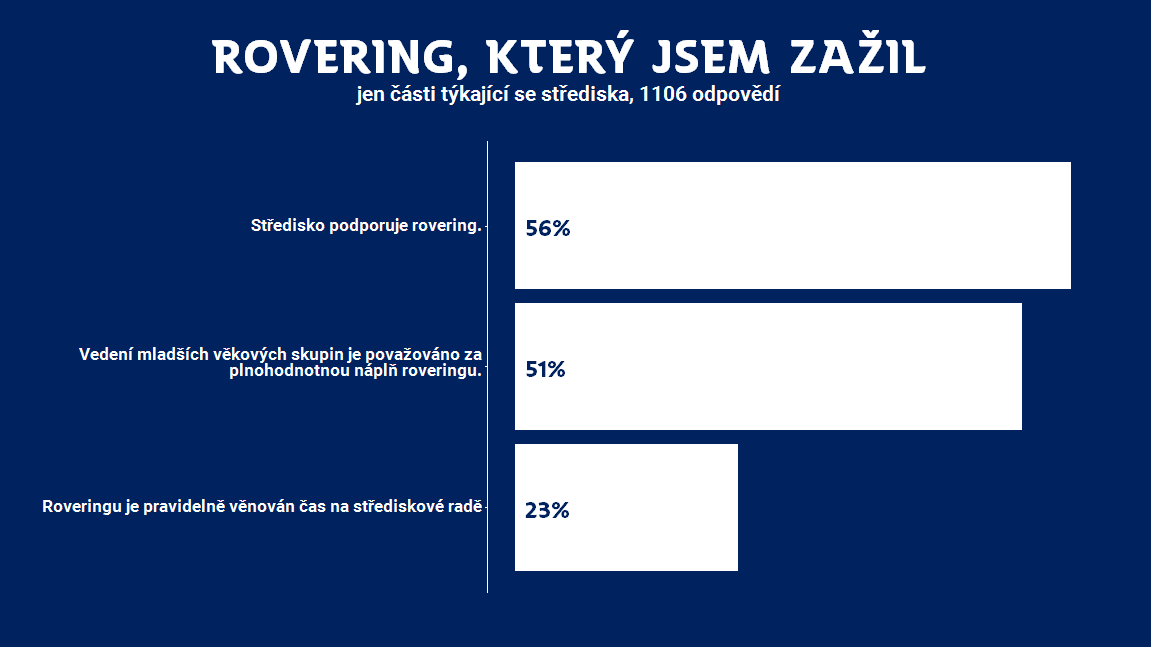 ROVERING, KTERÝ JSEM ZAŽIL
jen části týkající se střediska, 1106 odpovědí
Středisko podporuje rovering.
56%
Vedení mladších věkových skupin je považováno za
plnohodnotnou náplň roveringu.
51%
Roveringu je pravidelně věnován čas na střediskové radě
23%